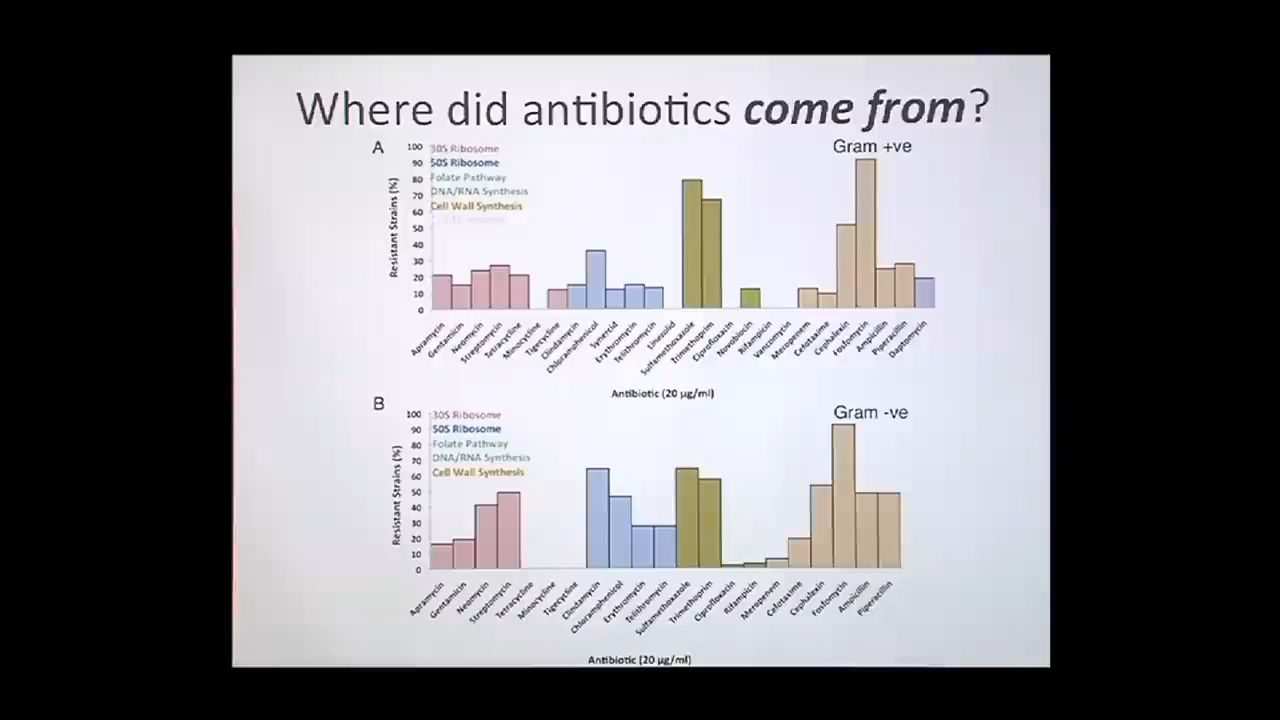 Where did antibiotics come from?
A
Gram +ve
100
90
80
70
60
50
40
30
20
10
0
Resistant Strains (%)
30S Ribosome
50S Ribosome
Folate Pathway
DNA/RNA Synthesis
Cell Wall Synthesis
Apramycin
Gentamicin
Neomycin
Streptomycin
Tetracycline
Minocycline
Tigecycline
Clindamycin
Chloramphenicol
Synercid
Erythromycin
Telithromycin
Linezolid
Sulfamethoxazole
Trimethoprim
Ciprofloxacin
Novobiocin
Rifampicin
Vancomycin
Meropenem
Cefotaxime
Cephalexin
Fosfomycin
Ampicillin
Piperacillin
Daptomycin
Antibiotic (20 µg/ml)
B
Gram -ve
100
90
80
70
60
50
40
30
20
10
0
Resistant Strains (%)
30S Ribosome
50S Ribosome
Folate Pathway
DNA/RNA Synthesis
Cell Wall Synthesis
Apramycin
Gentamicin
Neomycin
Streptomycin
Tetracycline
Minocycline
Tigecycline
Clindamycin
Chloramphenicol
Erythromycin
Telithromycin
Sulfamethoxazole
Trimethoprim
Ciprofloxacin
Rifampicin
Meropenem
Cefotaxime
Cephalexin
Fosfomycin
Ampicillin
Piperacillin
Antibiotic (20 µg/ml)